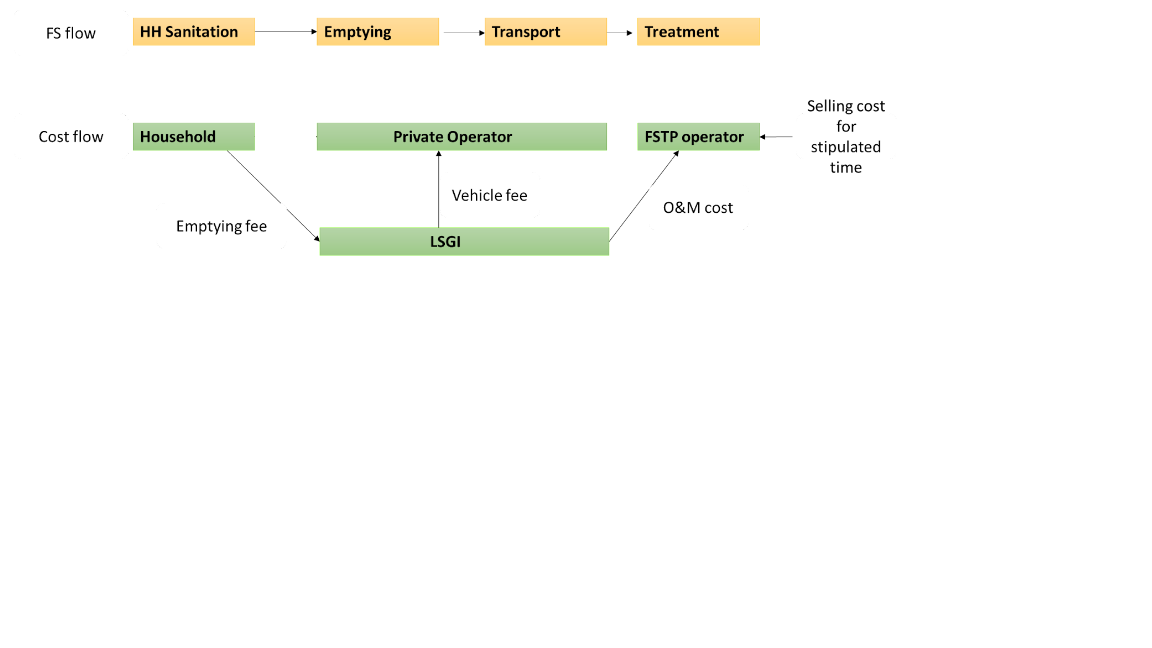 FS flow
HH Sanitation
Emptying
Transport
Treatment
Cost flow
Household
Private Operator
FSTP operator
Selling cost
for
stipulated
time
Vehicle fee
O&M cost
Emptying fee
LSGI